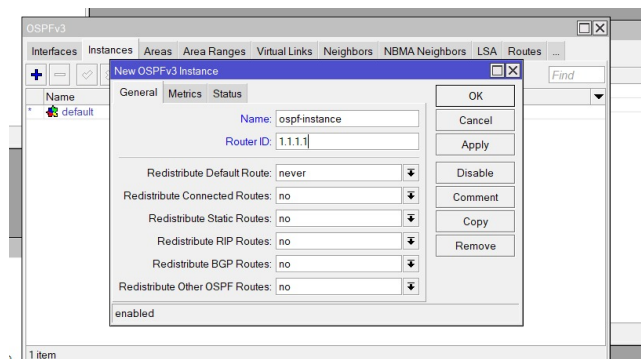 OSPFv3
Interfaces Instances Areas Area Ranges Virtual Links Neighbors NBMA Neighbors LSA Routes ...
Find
Name
* default
New OSPFv3 Instance
General Metrics Status
Name: ospf-instance
Router ID: 1.1.1.1
Redistribute Default Route: never
Redistribute Connected Routes: no
Redistribute Static Routes: no
Redistribute RIP Routes: no
Redistribute BGP Routes: no
Redistribute Other OSPF Routes: no
OK
Cancel
Apply
Disable
Comment
Copy
Remove
enabled
1 item